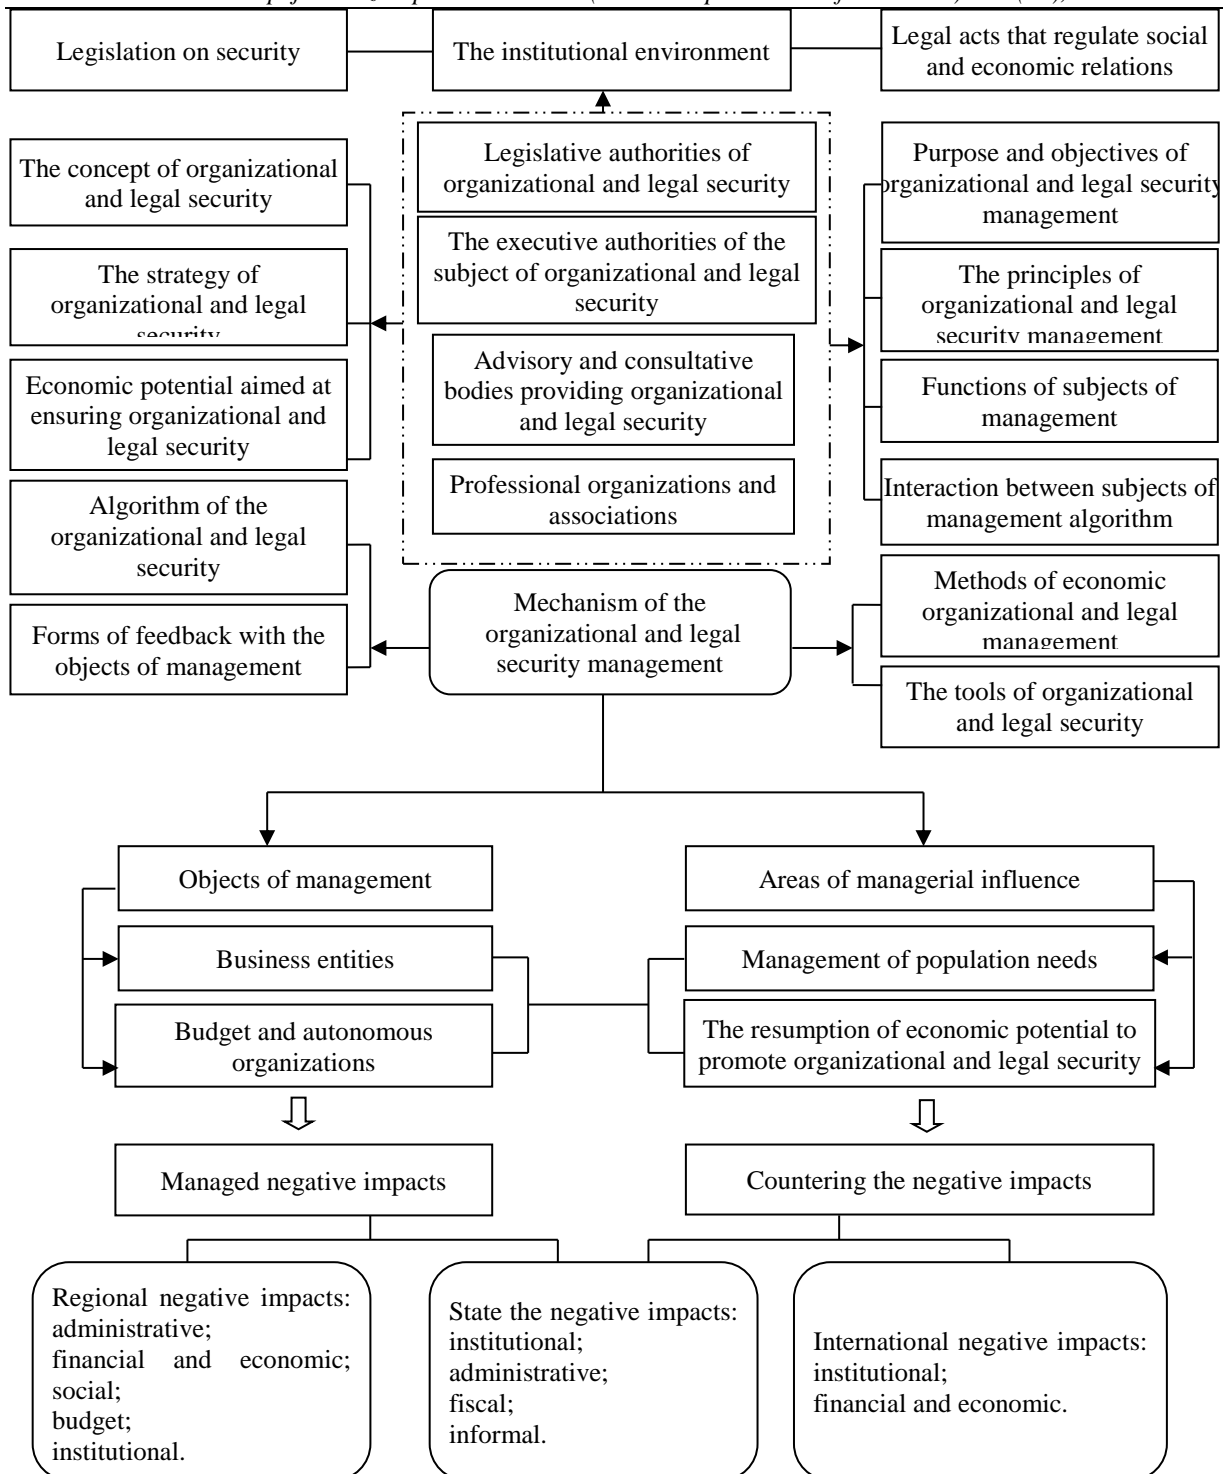 Legislation on security
The institutional environment
Legal acts that regulate social
and economic relations
The concept of organizational
and legal security
Legislative authorities of
organizational and legal security
Purpose and objectives of
organizational and legal security
management
The strategy of
organizational and legal
security
The executive authorities of the
subject of organizational and legal
security
The principles of
organizational and legal
security management
Economic potential aimed at
ensuring organizational and
legal security
Advisory and consultative
bodies providing organizational
and legal security
Functions of subjects of
management
Professional organizations and
associations
Interaction between subjects of
management algorithm
Algorithm of the
organizational and legal
security
Forms of feedback with the
objects of management
Mechanism of the
organizational and legal
security management
Methods of economic
organizational and legal
management
The tools of organizational
and legal security
Objects of management
Areas of managerial influence
Business entities
Management of population needs
Budget and autonomous
organizations
The resumption of economic potential to
promote organizational and legal security
Managed negative impacts
Countering the negative impacts
Regional negative impacts:
administrative;
financial and economic;
social;
budget;
institutional.
State the negative impacts:
institutional;
administrative;
fiscal;
informal.
International negative impacts:
institutional;
financial and economic.